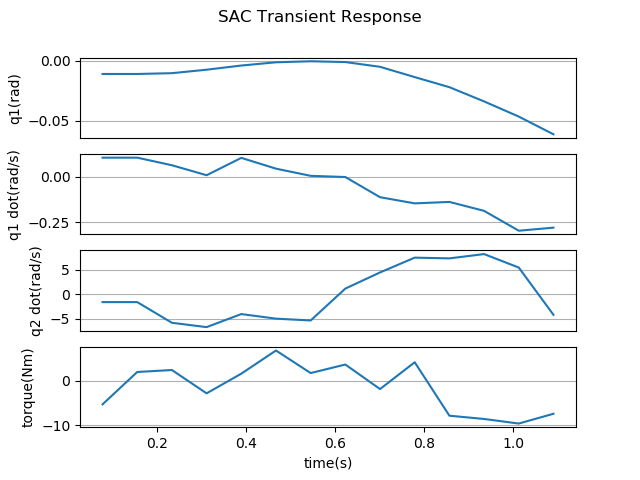 SAC Transient Response
q1(rad)
0.00
−0.05
q1 dot(rad/s)
0.00
−0.25
q2 dot(rad/s)
5
0
−5
torque(Nm)
0
−10
0.2 0.4 0.6 0.8 1.0
time(s)